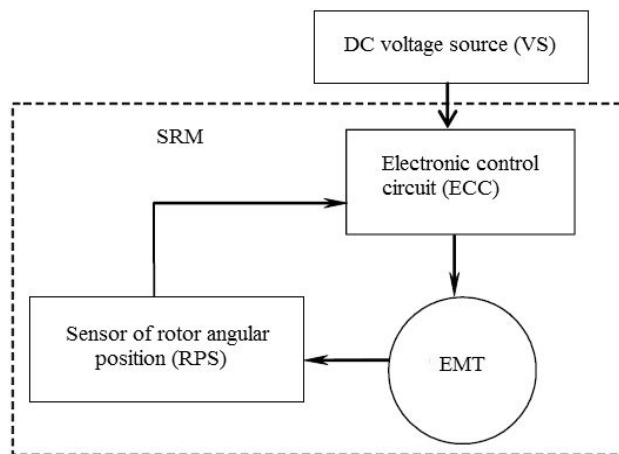 DC voltage source (VS)
SRM
Electronic control
circuit (ECC)
Sensor of rotor angular
position (RPS)
EMT